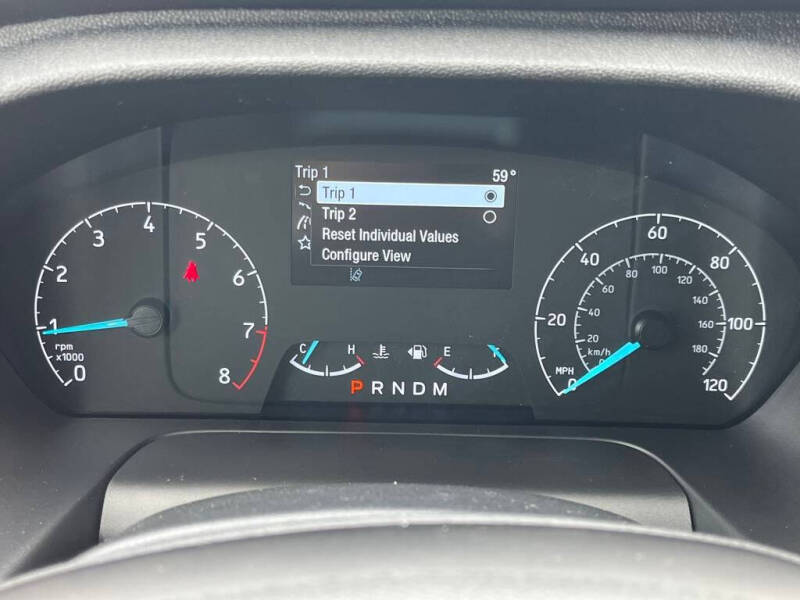 Trip 1 59°
Trip 1
Trip 2
Reset Individual Values
Configure View
0 1 2 3 4 5 6 7 8
rpm
x1000
C H
E F
P R N D M
0 20 40 60 80 100 120
MPH
20 40 60 80 100 120 140 160 180
km/h